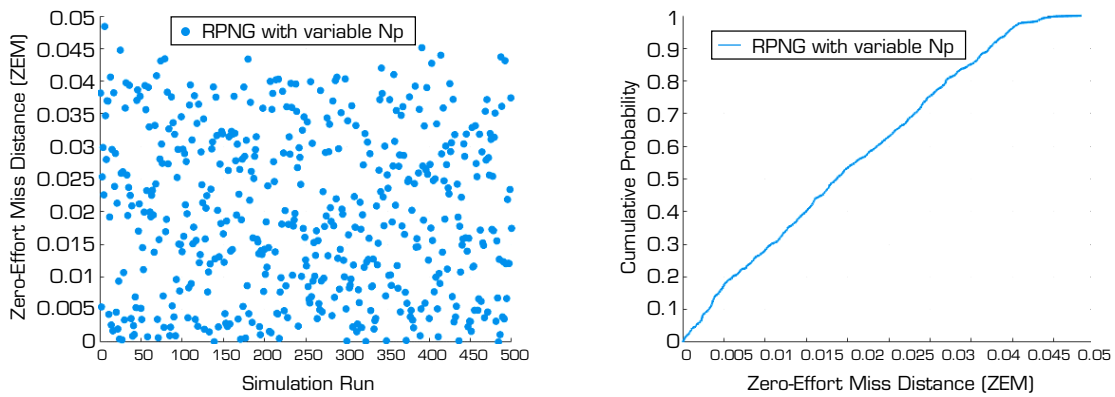 0.05
0.045
0.04
0.035
0.03
0.025
0.02
0.015
0.01
0.005
0
Zero-Effort Miss Distance (ZEM)
RPNG with variable Np
0 50 100 150 200 250 300 350 400 450 500
Simulation Run
1
0.9
0.8
0.7
0.6
0.5
0.4
0.3
0.2
0.1
0
Cumulative Probability
RPNG with variable Np
0 0.005 0.01 0.015 0.02 0.025 0.03 0.035 0.04 0.045 0.05
Zero-Effort Miss Distance (ZEM)